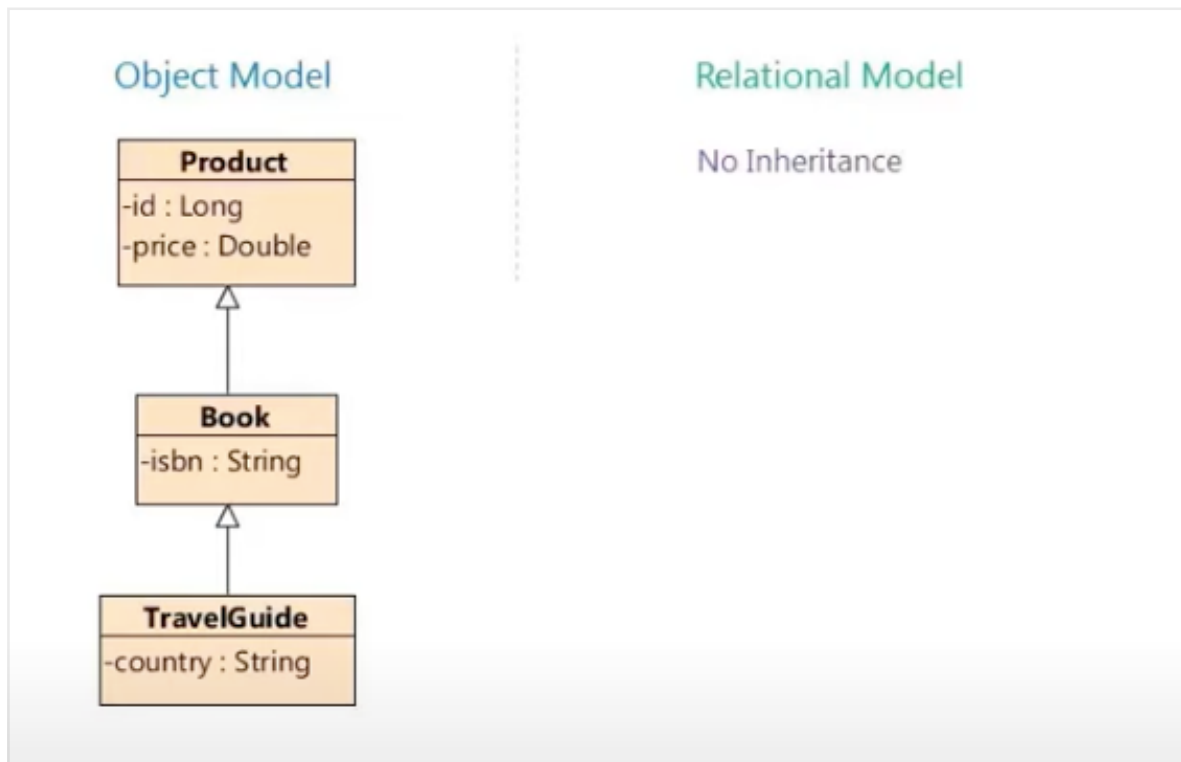 Object Model
Relational Model
Product
-id : Long
-price : Double
No Inheritance
Book
-isbn : String
TravelGuide
-country : String